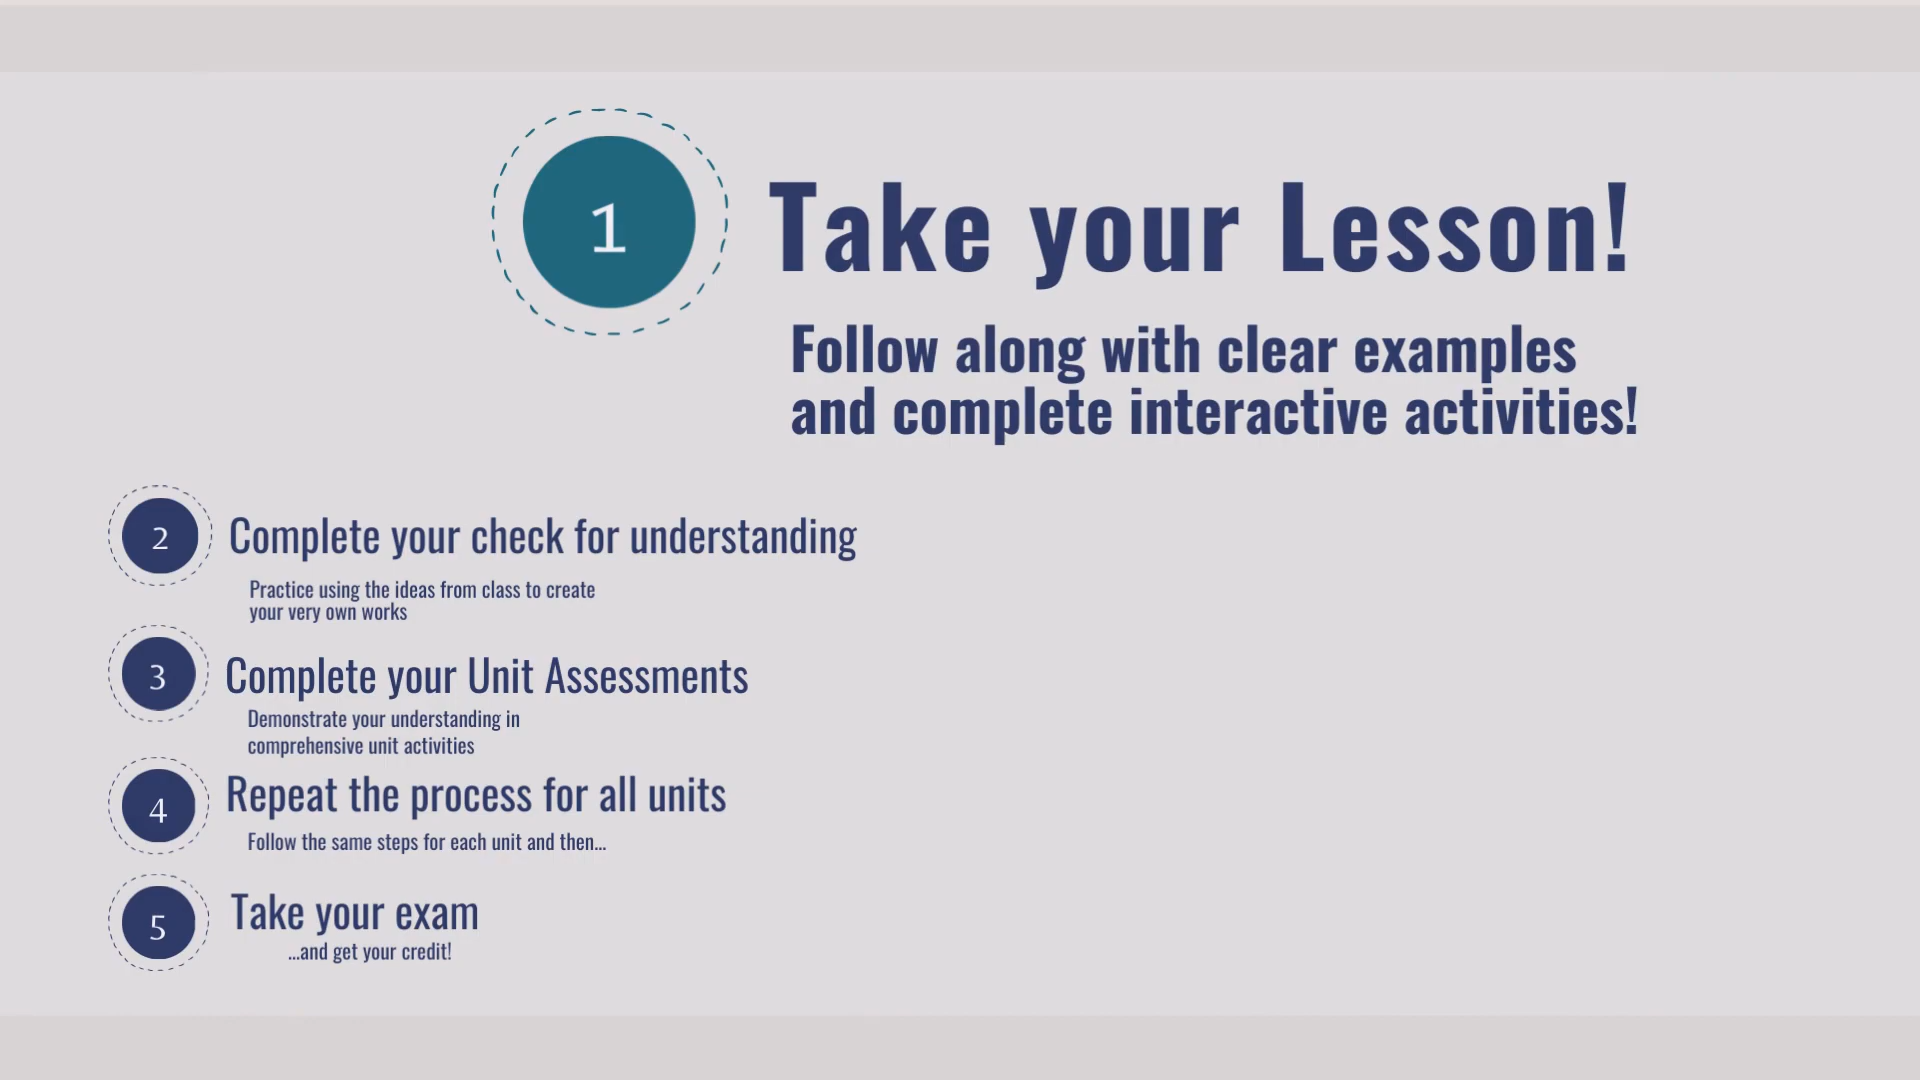 1
Take your Lesson!
Follow along with clear examples
and complete interactive activities!
2
Complete your check for understanding
Practice using the ideas from class to create
your very own works
3
Complete your Unit Assessments
Demonstrate your understanding in
comprehensive unit activities
4
Repeat the process for all units
Follow the same steps for each unit and then...
5
Take your exam
...and get your credit!